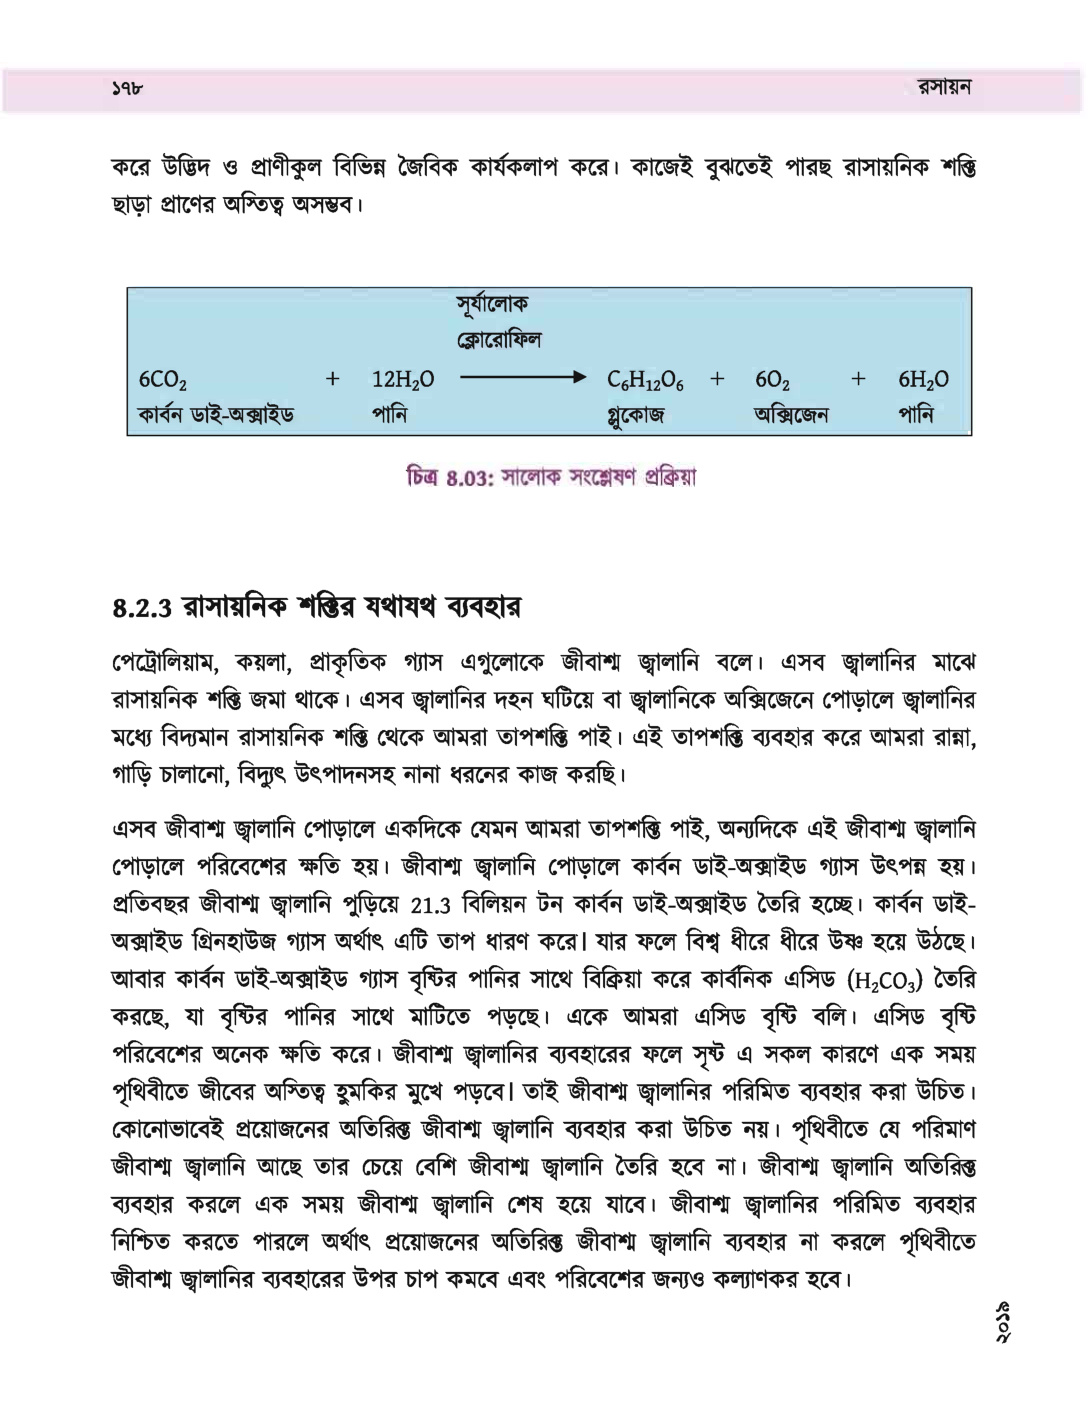 ১৭৮ রসায়ন
করে উদ্ভিদ ও প্রাণীকুল বিভিন্ন জৈবিক কার্যকলাপ করে। কাজেই বুঝতেই পারছ রাসায়নিক শক্তি
ছাড়া প্রাণের অস্তিত্ব অসম্ভব।
সূর্যালোক
ক্লোরোফিল
6CO₂ + 12H₂O ⟶ C₆H₁₂O₆ + 6O₂ + 6H₂O
কার্বন ডাই-অক্সাইড পানি গ্লুকোজ অক্সিজেন পানি
চিত্র 8.03: সালোক সংশ্লেষণ প্রক্রিয়া
8.2.3 রাসায়নিক শক্তির যথাযথ ব্যবহার
পেট্রোলিয়াম, কয়লা, প্রাকৃতিক গ্যাস এগুলোকে জীবাশ্ম জ্বালানি বলে। এসব জ্বালানির মাঝে
রাসায়নিক শক্তি জমা থাকে। এসব জ্বালানির দহন ঘটিয়ে বা জ্বালানিকে অক্সিজেনে পোড়ালে জ্বালানির
মধ্যে বিদ্যমান রাসায়নিক শক্তি থেকে আমরা তাপশক্তি পাই। এই তাপশক্তি ব্যবহার করে আমরা রান্না,
গাড়ি চালানো, বিদ্যুৎ উৎপাদনসহ নানা ধরনের কাজ করছি।
এসব জীবাশ্ম জ্বালানি পোড়ালে একদিকে যেমন আমরা তাপশক্তি পাই, অন্যদিকে এই জীবাশ্ম জ্বালানি
পোড়ালে পরিবেশের ক্ষতি হয়। জীবাশ্ম জ্বালানি পোড়ালে কার্বন ডাই-অক্সাইড গ্যাস উৎপন্ন হয়।
প্রতিবছর জীবাশ্ম জ্বালানি পুড়িয়ে 21.3 বিলিয়ন টন কার্বন ডাই-অক্সাইড তৈরি হচ্ছে। কার্বন ডাই-
অক্সাইড গ্রিনহাউজ গ্যাস অর্থাৎ এটি তাপ ধারণ করে। যার ফলে বিশ্ব ধীরে ধীরে উষ্ণ হয়ে উঠছে।
আবার কার্বন ডাই-অক্সাইড গ্যাস বৃষ্টির পানির সাথে বিক্রিয়া করে কার্বনিক এসিড (H₂CO₃) তৈরি
করছে, যা বৃষ্টির পানির সাথে মাটিতে পড়ছে। একে আমরা এসিড বৃষ্টি বলি। এসিড বৃষ্টি
পরিবেশের অনেক ক্ষতি করে। জীবাশ্ম জ্বালানির ব্যবহারের ফলে সৃষ্ট এ সকল কারণে এক সময়
পৃথিবীতে জীবের অস্তিত্ব হুমকির মুখে পড়বে। তাই জীবাশ্ম জ্বালানির পরিমিত ব্যবহার করা উচিত।
কোনোভাবেই প্রয়োজনের অতিরিক্ত জীবাশ্ম জ্বালানি ব্যবহার করা উচিত নয়। পৃথিবীতে যে পরিমাণ
জীবাশ্ম জ্বালানি আছে তার চেয়ে বেশি জীবাশ্ম জ্বালানি তৈরি হবে না। জীবাশ্ম জ্বালানি অতিরিক্ত
ব্যবহার করলে এক সময় জীবাশ্ম জ্বালানি শেষ হয়ে যাবে। জীবাশ্ম জ্বালানির পরিমিত ব্যবহার
নিশ্চিত করতে পারলে অর্থাৎ প্রয়োজনের অতিরিক্ত জীবাশ্ম জ্বালানি ব্যবহার না করলে পৃথিবীতে
জীবাশ্ম জ্বালানির ব্যবহারের উপর চাপ কমবে এবং পরিবেশের জন্যও কল্যাণকর হবে।
২০১৯